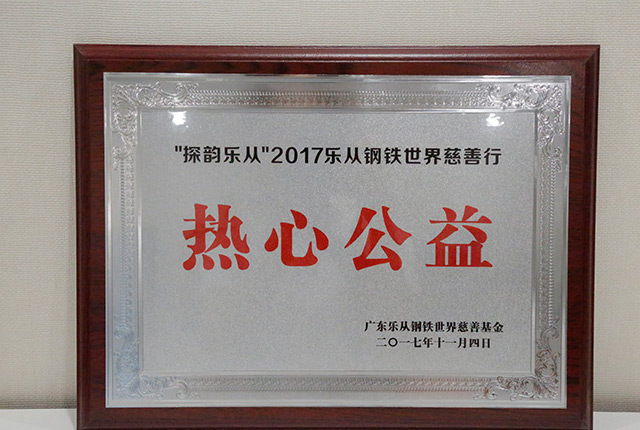 "探韵乐从"2017乐从钢铁世界慈善行
热心公益
广东乐从钢铁世界慈善基金
二〇一七年十一月四日